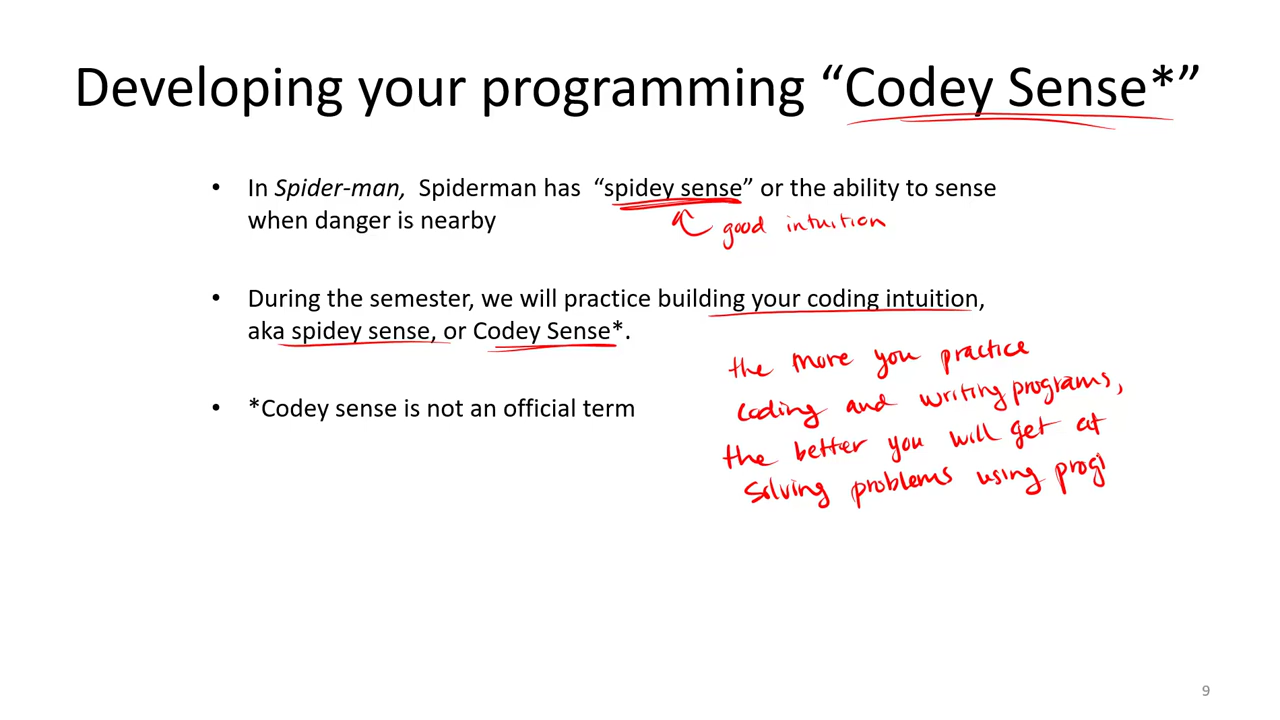 Developing your programming “Codey Sense*”
• In Spider-man, Spiderman has “spidey sense” or the ability to sense
when danger is nearby
good intuition
• During the semester, we will practice building your coding intuition,
aka spidey sense, or Codey Sense*.
the more you practice
coding and writing programs,
the better you will get at
solving problems using prog
• *Codey sense is not an official term
9